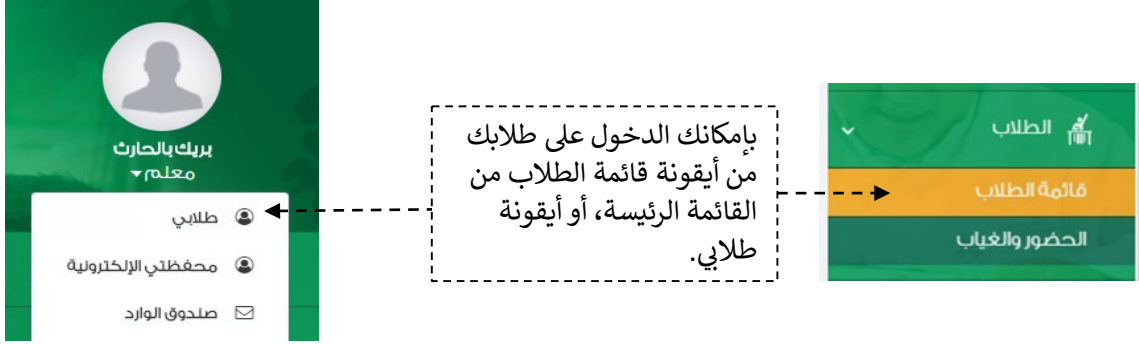 الطلاب
قائمة الطلاب
الحضور والغياب
بإمكانك الدخول على طلابك
من أيقونة قائمة الطلاب من
القائمة الرئيسة، أو أيقونة
طلابي.
بريك بالحارث
معلم
طلابي
محفظتي الإلكترونية
صندوق الوارد